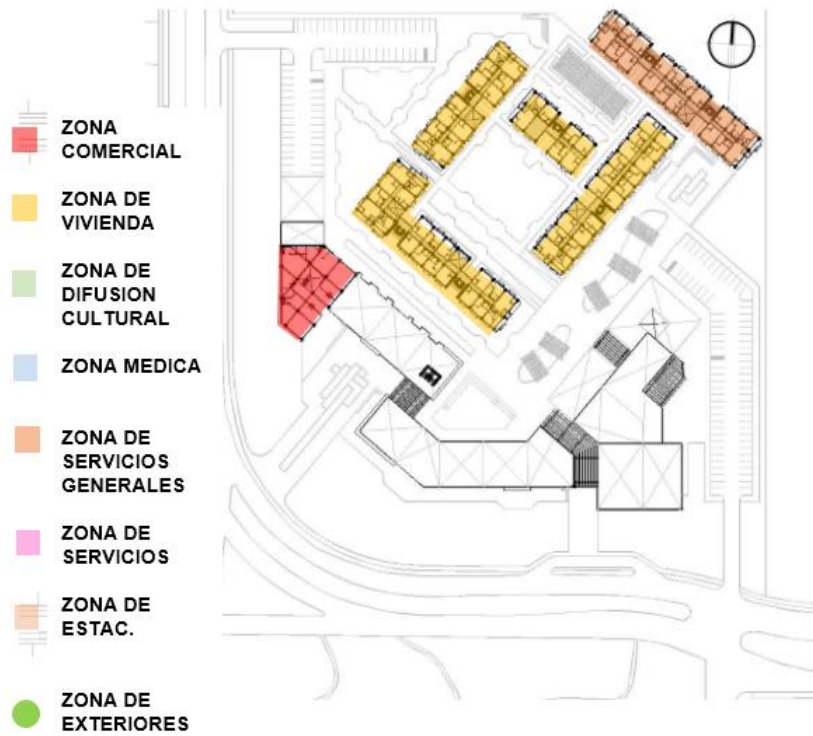 ZONA
COMERCIAL
ZONA DE
VIVIENDA
ZONA DE
DIFUSION
CULTURAL
ZONA MEDICA
ZONA DE
SERVICIOS
GENERALES
ZONA DE
SERVICIOS
ZONA DE
ESTAC.
ZONA DE
EXTERIORES